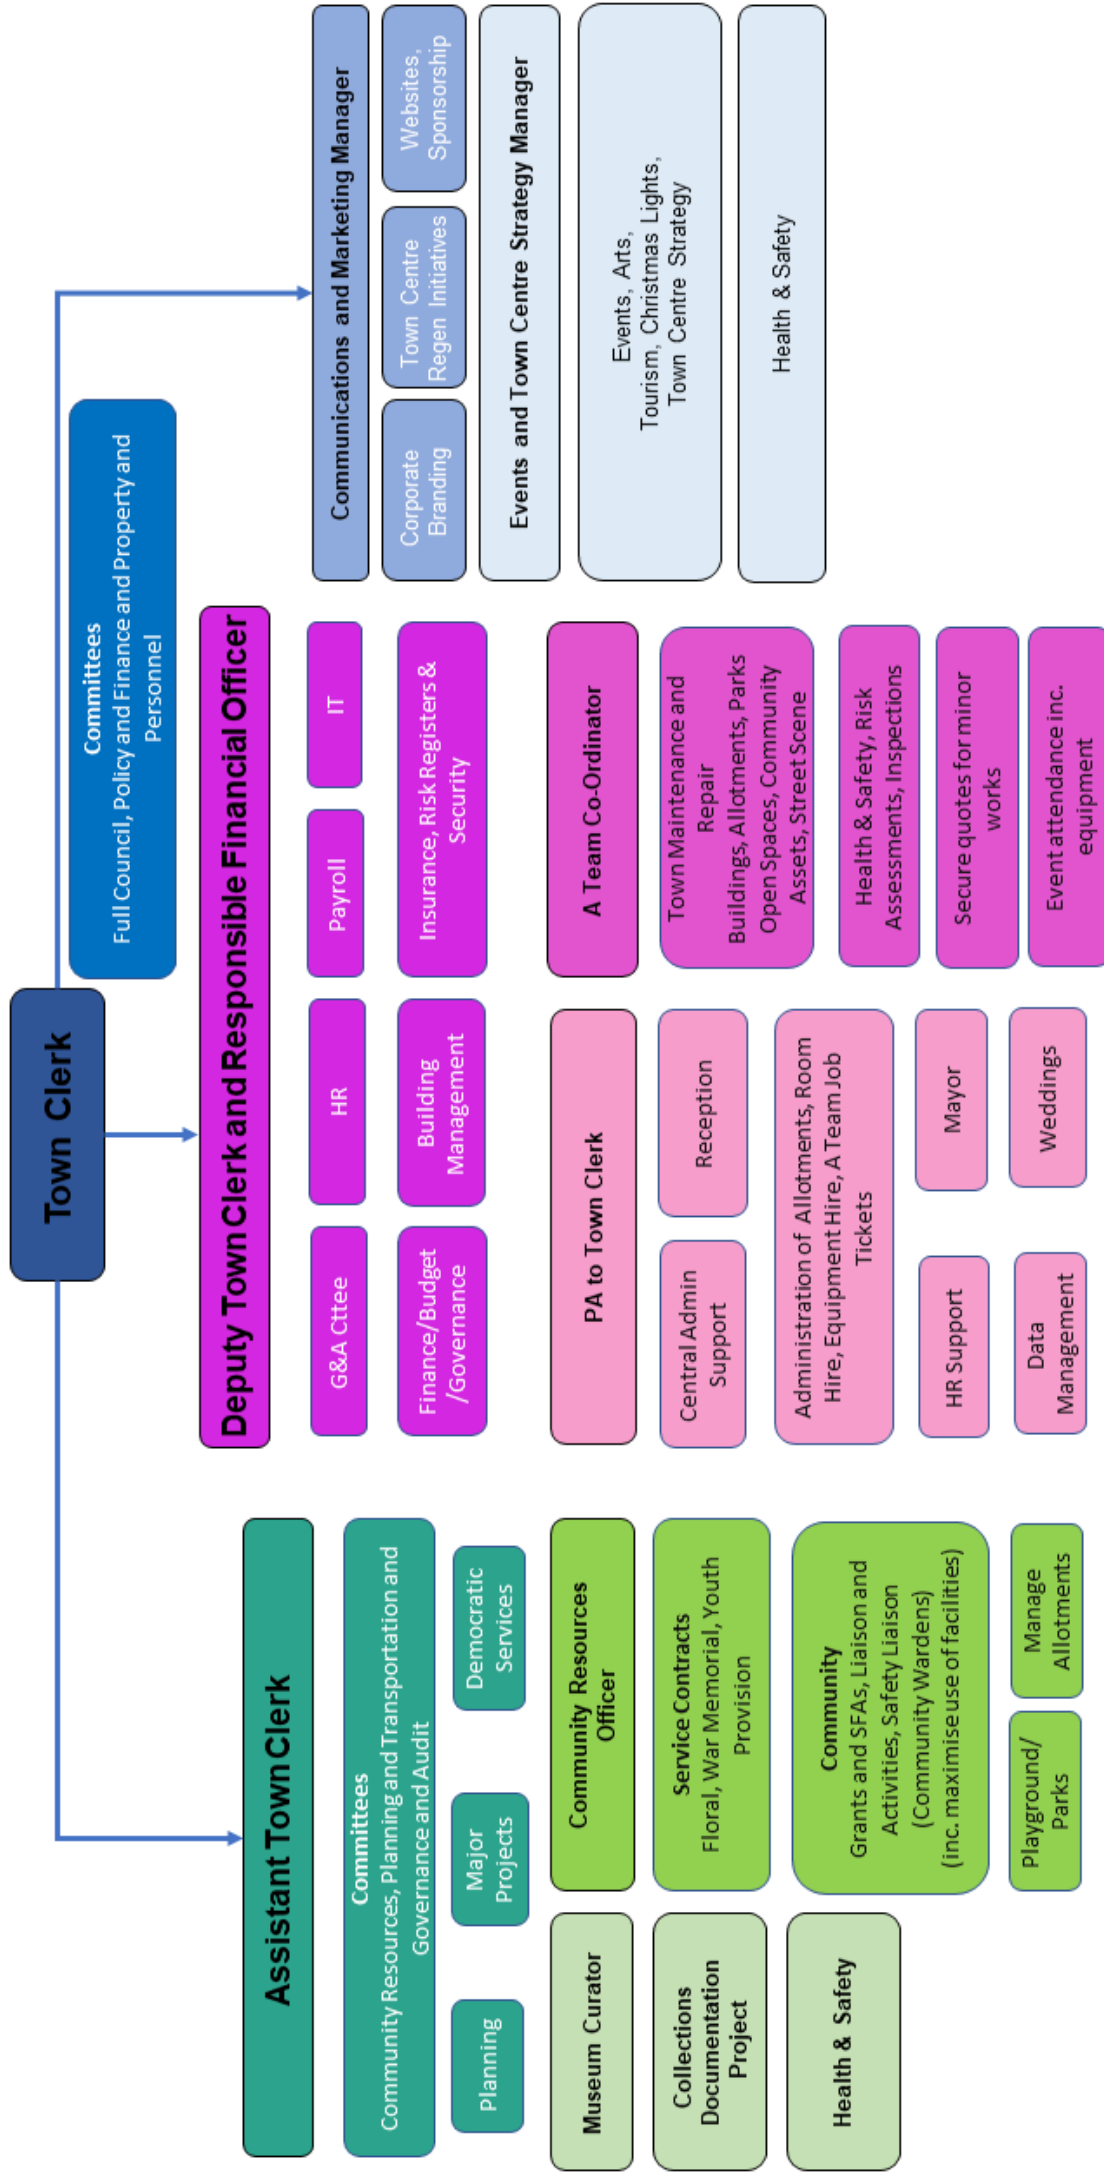 Town Clerk
Committees
Full Council, Policy and Finance and Property and
Personnel
Assistant Town Clerk
Committees
Community Resources, Planning and Transportation and
Governance and Audit
Planning
Major
Projects
Democratic
Services
Museum Curator
Collections
Documentation
Project
Health & Safety
Community Resources
Officer
Service Contracts
Floral, War Memorial, Youth
Provision
Community
Grants and SFAs, Liaison and
Activities, Safety Liaison
(Community Wardens)
(inc. maximise use of facilities)
Playground/
Parks
Manage
Allotments
Deputy Town Clerk and Responsible Financial Officer
G&A Cttee
HR
Payroll
IT
Finance/Budget
/Governance
Building
Management
Insurance, Risk Registers &
Security
PA to Town Clerk
Central Admin
Support
Reception
Administration of Allotments, Room
Hire, Equipment Hire, A Team Job
Tickets
HR Support
Mayor
Data
Management
Weddings
A Team Co-Ordinator
Town Maintenance and
Repair
Buildings, Allotments, Parks
Open Spaces, Community
Assets, Street Scene
Health & Safety, Risk
Assessments, Inspections
Secure quotes for minor
works
Event attendance inc.
equipment
Communications and Marketing Manager
Corporate
Branding
Town Centre
Regen Initiatives
Websites,
Sponsorship
Events and Town Centre Strategy Manager
Events, Arts,
Tourism, Christmas Lights,
Town Centre Strategy
Health & Safety